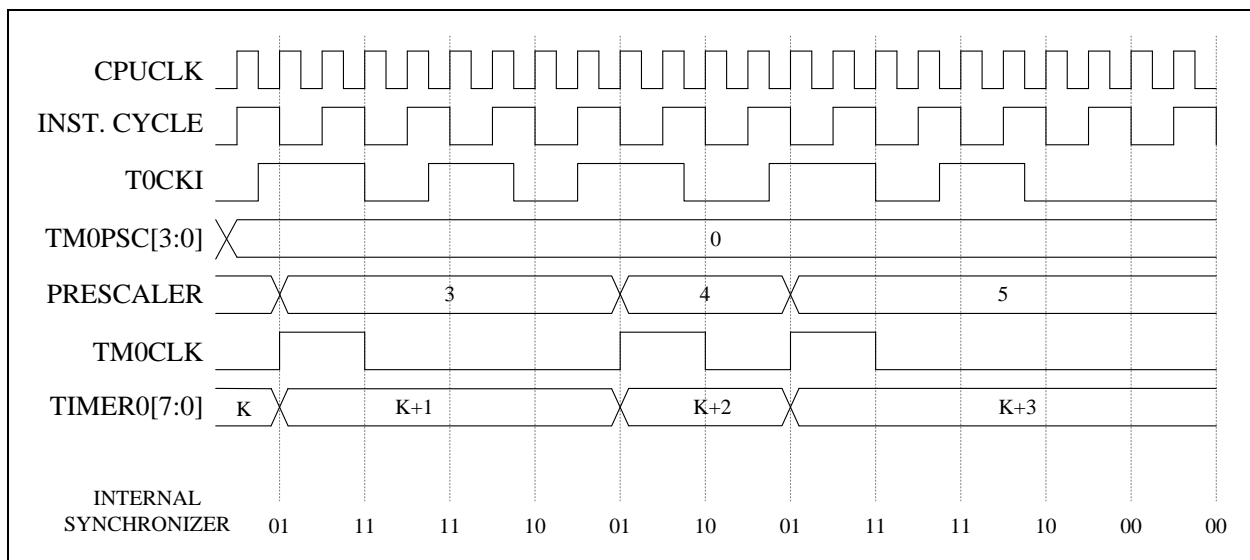 CPUCLK
INST. CYCLE
T0CKI
TM0PSC[3:0] 0
PRESCALER 3 4 5
TM0CLK
TIMER0[7:0] K K+1 K+2 K+3
INTERNAL
SYNCHRONIZER 01 11 11 10 01 10 01 11 11 10 00 00